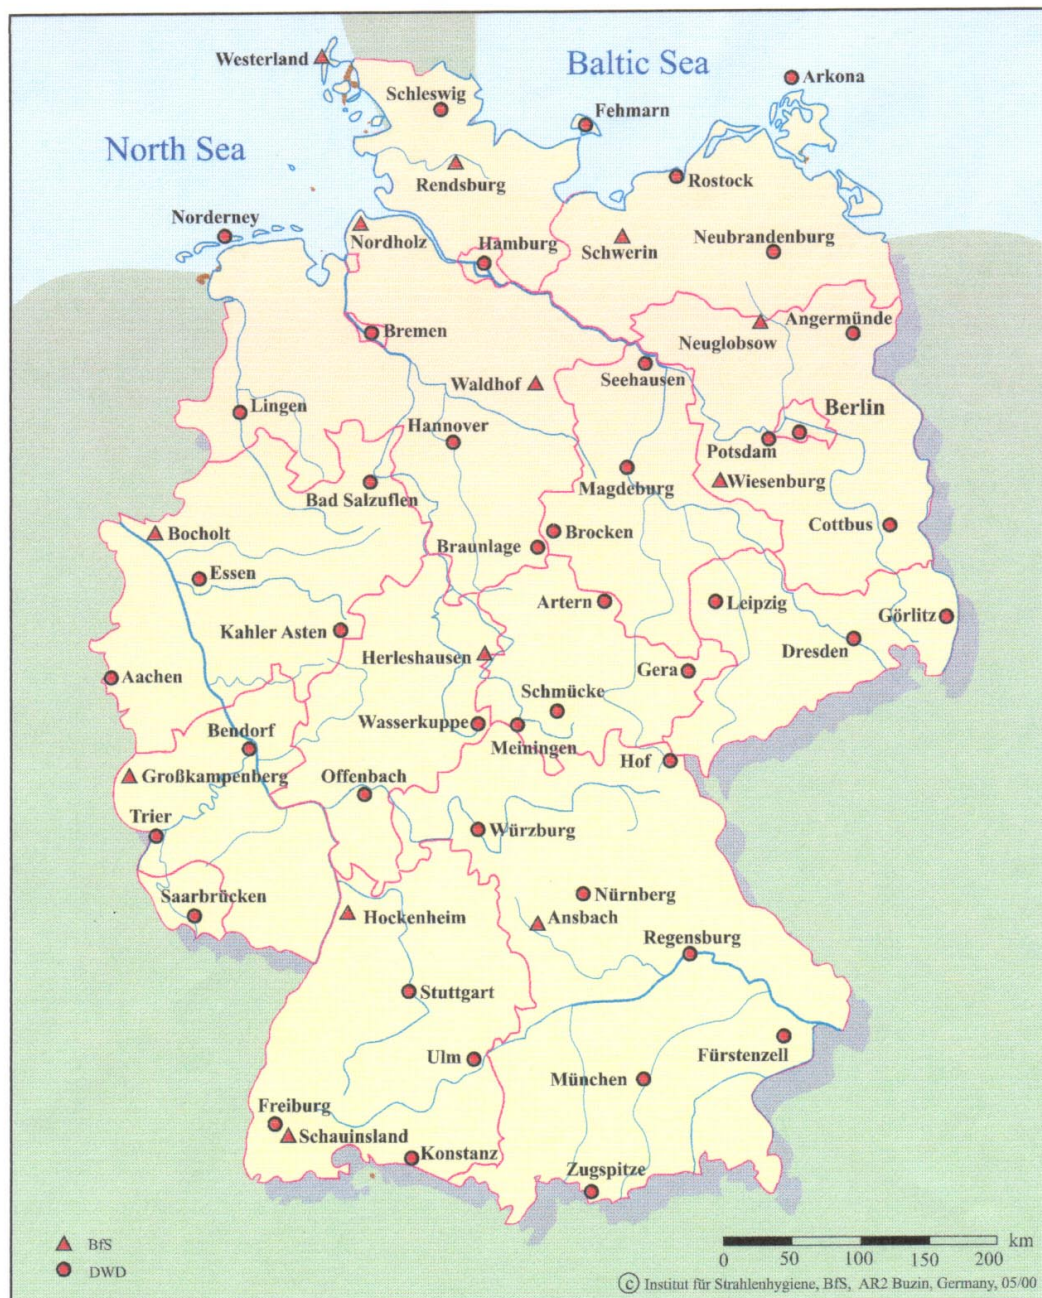 Westerland
Baltic Sea
Arkona
Schleswig
Fehmarn
North Sea
Rendsburg
Rostock
Norderney
Nordholz
Hamburg
Schwerin
Neubrandenburg
Bremen
Angermünde
Neuglobsow
Waldhof
Seehausen
Lingen
Berlin
Hannover
Potsdam
Bad Salzuflen
Magdeburg
Wiesenburg
Bocholt
Brocken
Cottbus
Braunlage
Essen
Artern
Leipzig
Görlitz
Kahler Asten
Dresden
Herleshausen
Gera
Aachen
Schmücke
Bendorf
Wasserkuppe
Meiningen
Hof
Großkampenberg
Offenbach
Trier
Würzburg
Saarbrücken
Nürnberg
Hockenheim
Ansbach
Regensburg
Stuttgart
Ulm
Fürstenzell
München
Freiburg
Schauinsland
Konstanz
Zugspitze
BfS
DWD
km
0 50 100 150 200
© Institut für Strahlenhygiene, BfS, AR2 Buzin, Germany, 05/00